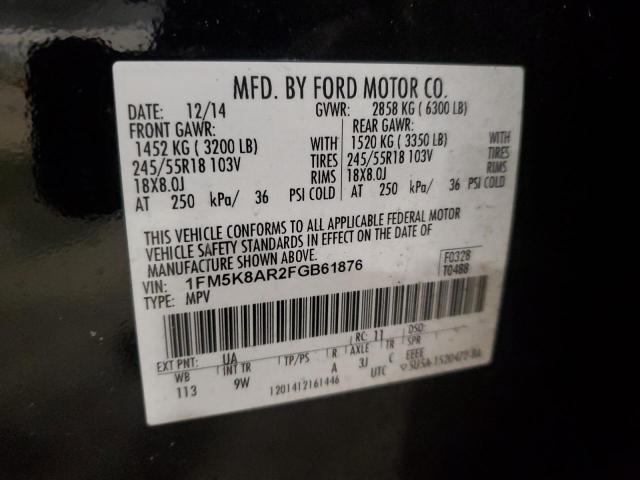 MFD. BY FORD MOTOR CO.
DATE: 12/14 GVWR: 2858 KG ( 6300 LB)
FRONT GAWR: REAR GAWR:
1452 KG ( 3200 LB) WITH 1520 KG ( 3350 LB) WITH
245/55R18 103V TIRES 245/55R18 103V TIRES
18X8.0J RIMS 18X8.0J RIMS
AT 250 kPa/ 36 PSI COLD AT 250 kPa/ 36 PSI COLD
THIS VEHICLE CONFORMS TO ALL APPLICABLE FEDERAL MOTOR
VEHICLE SAFETY STANDARDS IN EFFECT ON THE DATE OF
MANUFACTURE SHOWN ABOVE.
VIN: 1FM5K8AR2FGB61876 F0328
TYPE: MPV T0488
EXT PNT: UA RC: 11 DSO:
WB INT TR TP/PS R AXLE TR SPR
113 9W A 3J C EEEE
1201412161446 UTC ▽5U5A-1520472-BA